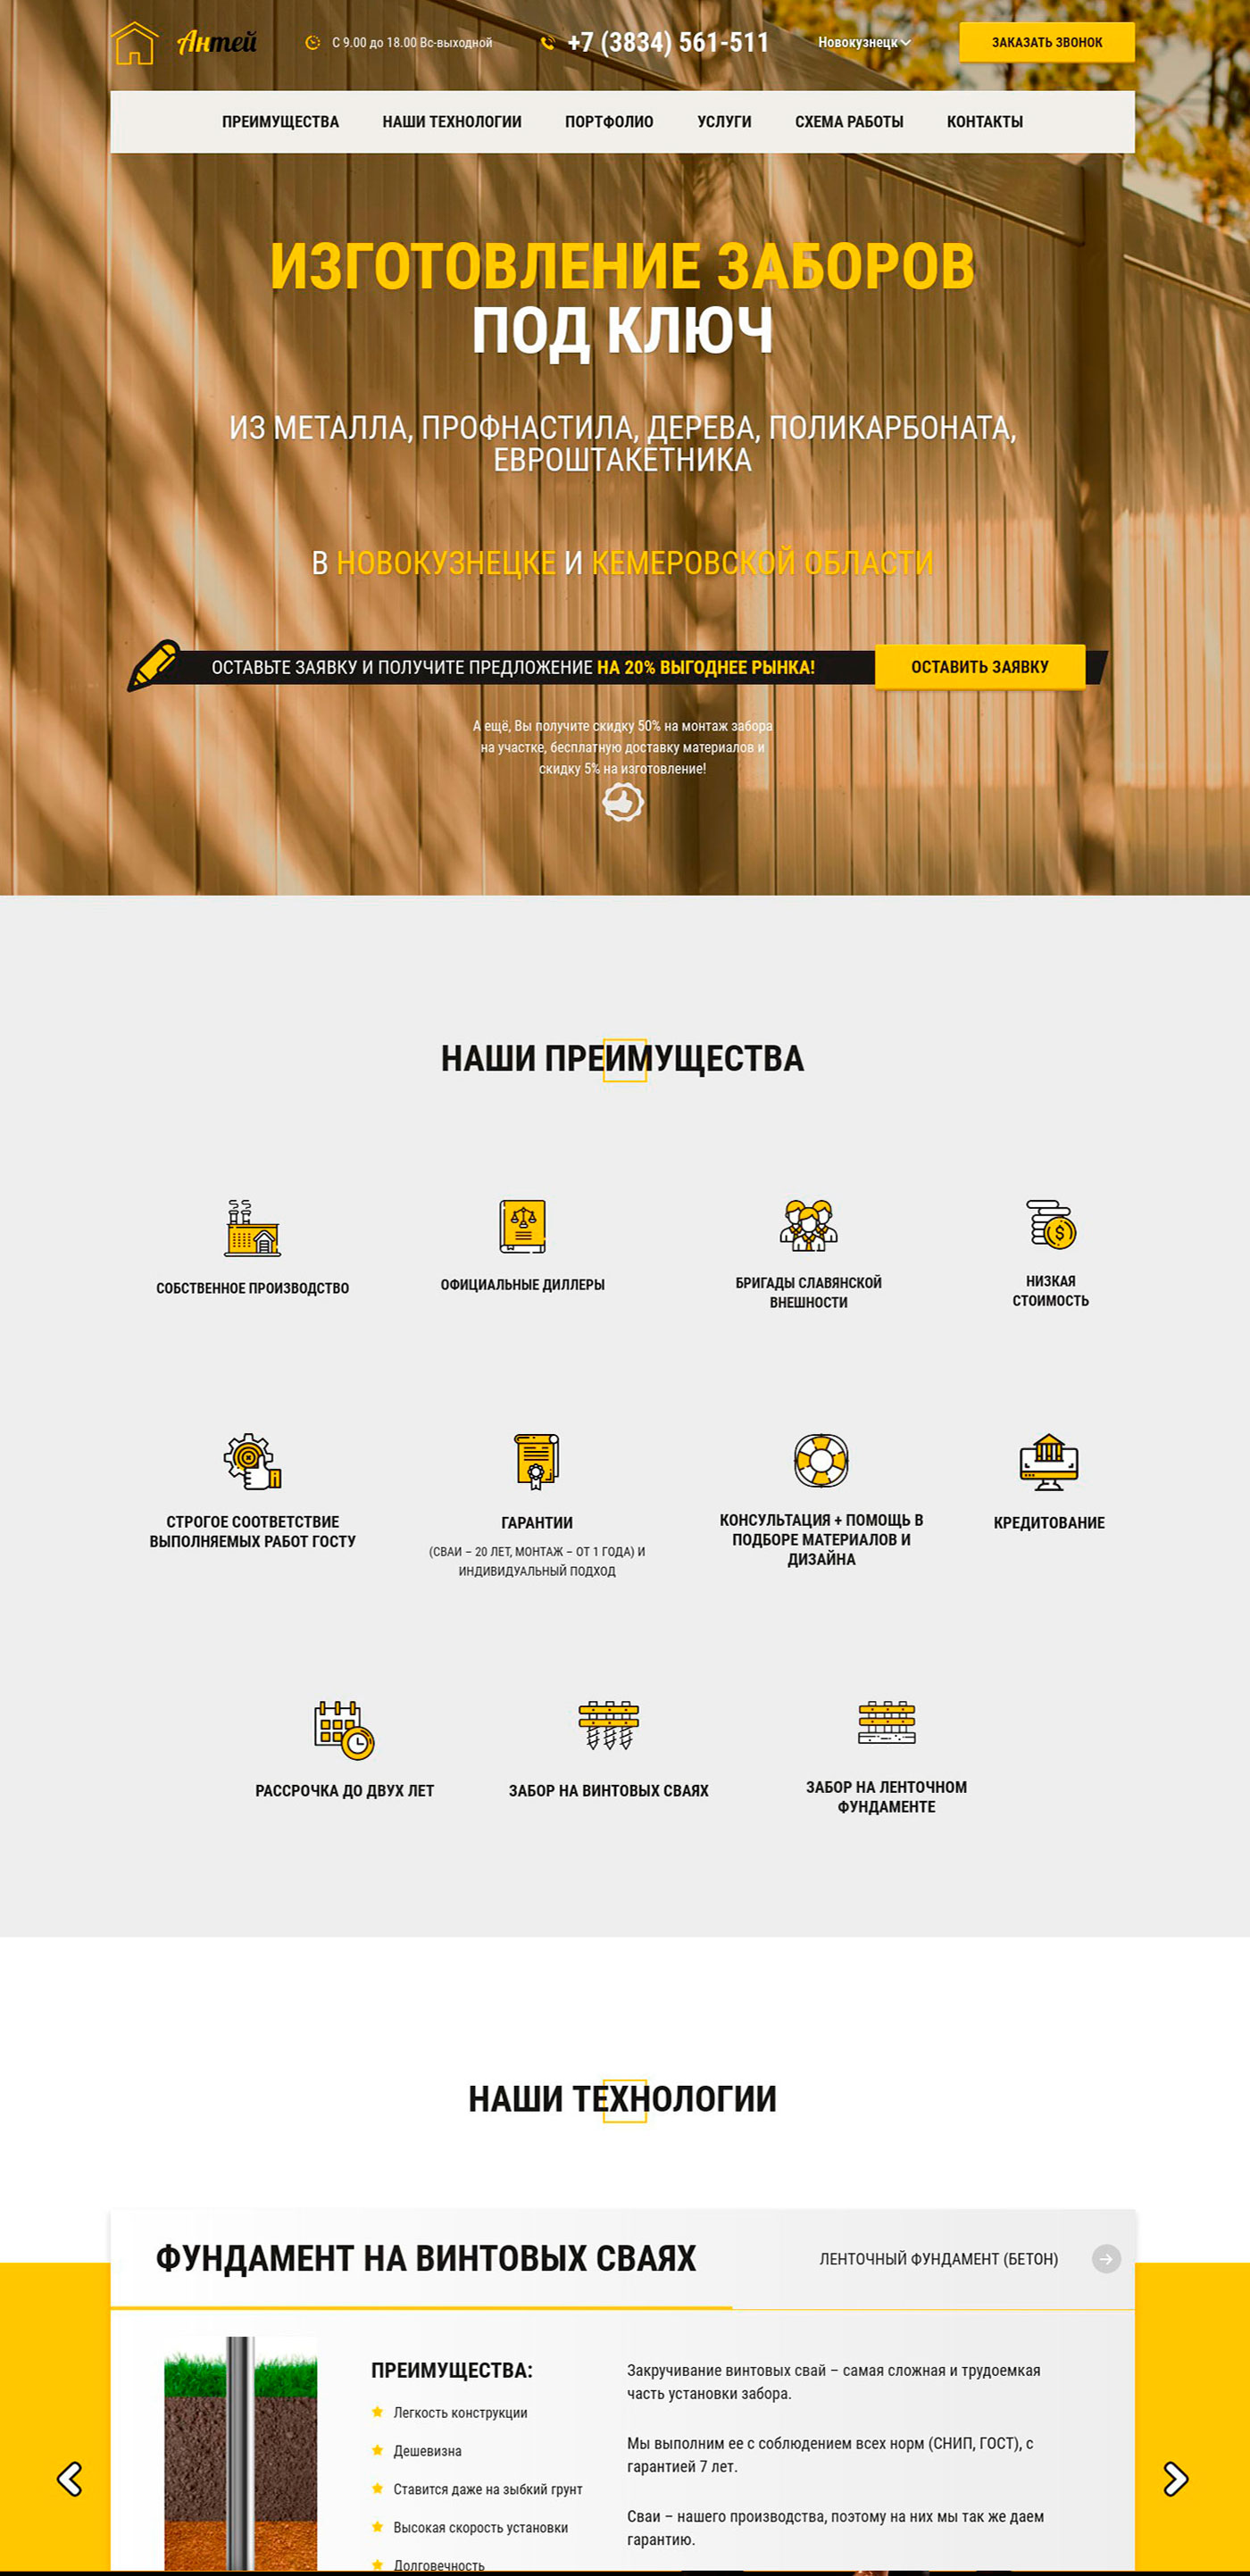 Антей
С 9.00 до 18.00 Вс-выходной
+7 (3834) 561-511
Новокузнецк
ЗАКАЗАТЬ ЗВОНОК
ПРЕИМУЩЕСТВА НАШИ ТЕХНОЛОГИИ ПОРТФОЛИО УСЛУГИ СХЕМА РАБОТЫ КОНТАКТЫ
ИЗГОТОВЛЕНИЕ ЗАБОРОВ
ПОД КЛЮЧ
ИЗ МЕТАЛЛА, ПРОФНАСТИЛА, ДЕРЕВА, ПОЛИКАРБОНАТА,
ЕВРОШТАКЕТНИКА
В НОВОКУЗНЕЦКЕ И КЕМЕРОВСКОЙ ОБЛАСТИ
ОСТАВЬТЕ ЗАЯВКУ И ПОЛУЧИТЕ ПРЕДЛОЖЕНИЕ НА 20% ВЫГОДНЕЕ РЫНКА!
ОСТАВИТЬ ЗАЯВКУ
А ещё, Вы получите скидку 50% на монтаж забора
на участке, бесплатную доставку материалов и
скидку 5% на изготовление!
НАШИ ПРЕИМУЩЕСТВА
СОБСТВЕННОЕ ПРОИЗВОДСТВО
ОФИЦИАЛЬНЫЕ ДИЛЛЕРЫ
БРИГАДЫ СЛАВЯНСКОЙ
ВНЕШНОСТИ
НИЗКАЯ
СТОИМОСТЬ
СТРОГОЕ СООТВЕТСТВИЕ
ВЫПОЛНЯЕМЫХ РАБОТ ГОСТУ
ГАРАНТИИ
(СВАИ – 20 ЛЕТ, МОНТАЖ – ОТ 1 ГОДА) И
ИНДИВИДУАЛЬНЫЙ ПОДХОД
КОНСУЛЬТАЦИЯ + ПОМОЩЬ В
ПОДБОРЕ МАТЕРИАЛОВ И
ДИЗАЙНА
КРЕДИТОВАНИЕ
РАССРОЧКА ДО ДВУХ ЛЕТ
ЗАБОР НА ВИНТОВЫХ СВАЯХ
ЗАБОР НА ЛЕНТОЧНОМ
ФУНДАМЕНТЕ
НАШИ ТЕХНОЛОГИИ
ФУНДАМЕНТ НА ВИНТОВЫХ СВАЯХ
ЛЕНТОЧНЫЙ ФУНДАМЕНТ (БЕТОН)
ПРЕИМУЩЕСТВА:
Легкость конструкции
Дешевизна
Ставится даже на зыбкий грунт
Высокая скорость установки
Долговечность
Закручивание винтовых свай – самая сложная и трудоемкая
часть установки забора.
Мы выполним ее с соблюдением всех норм (СНИП, ГОСТ), с
гарантией 7 лет.
Сваи – нашего производства, поэтому на них мы так же даем
гарантию.